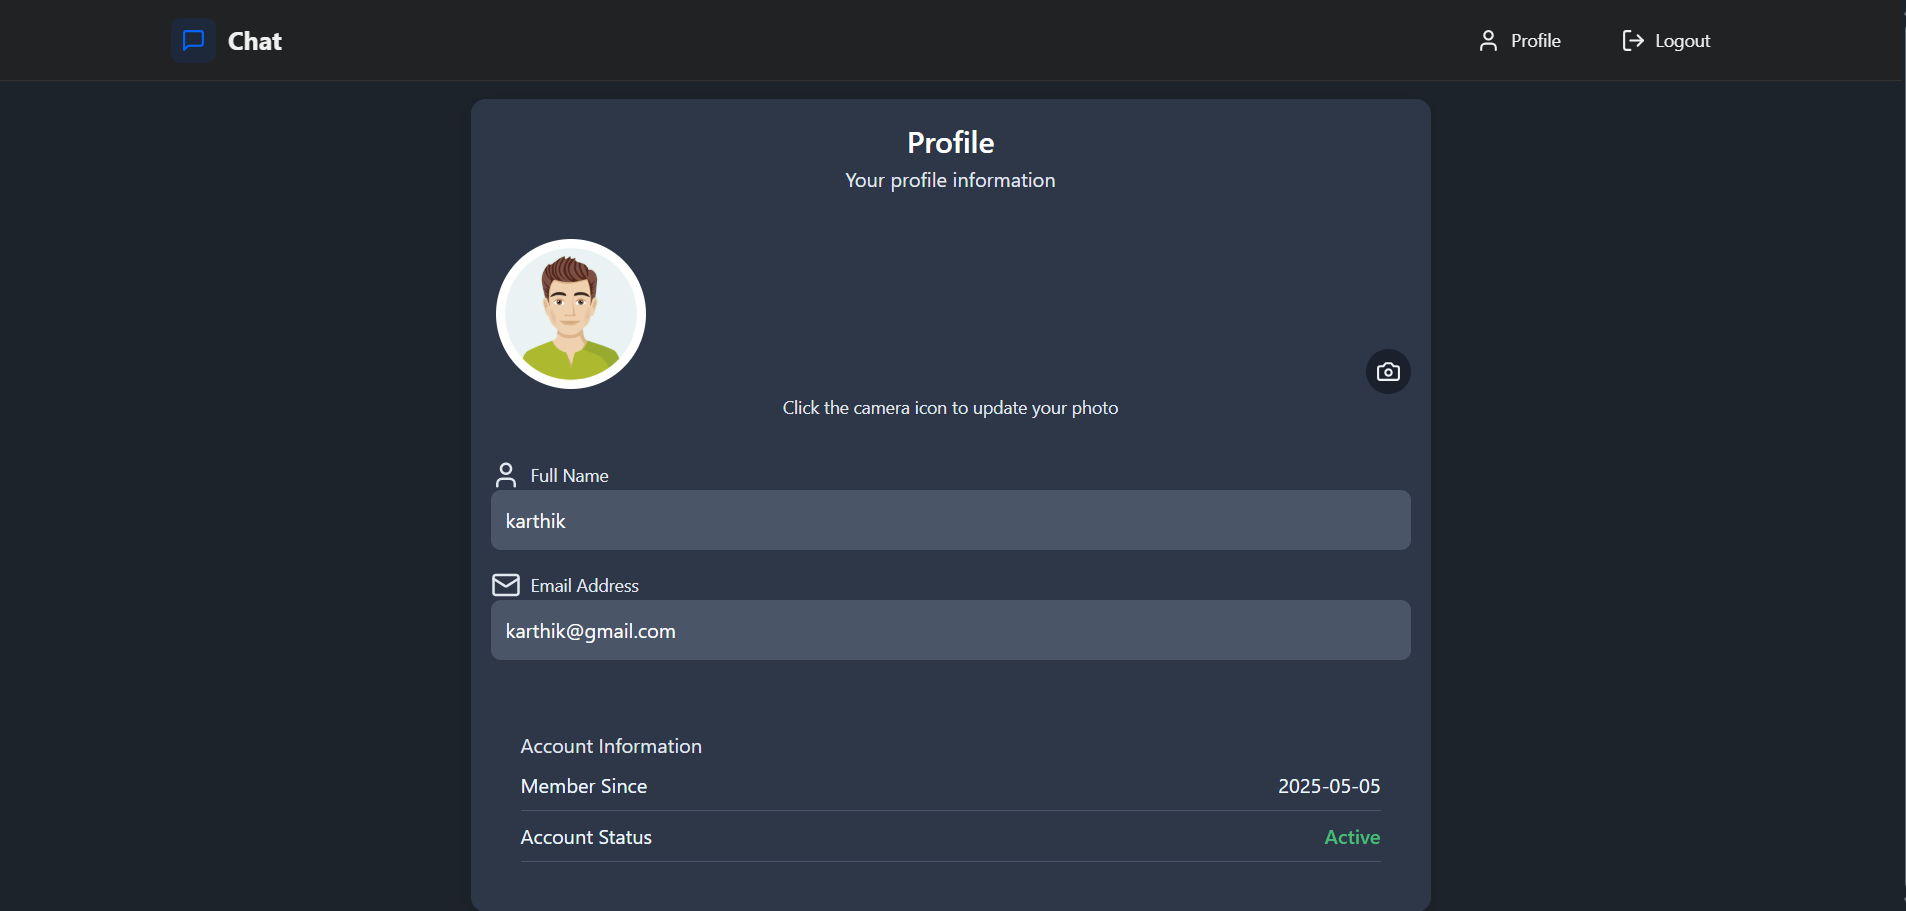 Chat
Profile
Logout
Profile
Your profile information
Click the camera icon to update your photo
Full Name
karthik
Email Address
karthik@gmail.com
Account Information
Member Since 2025-05-05
Account Status Active